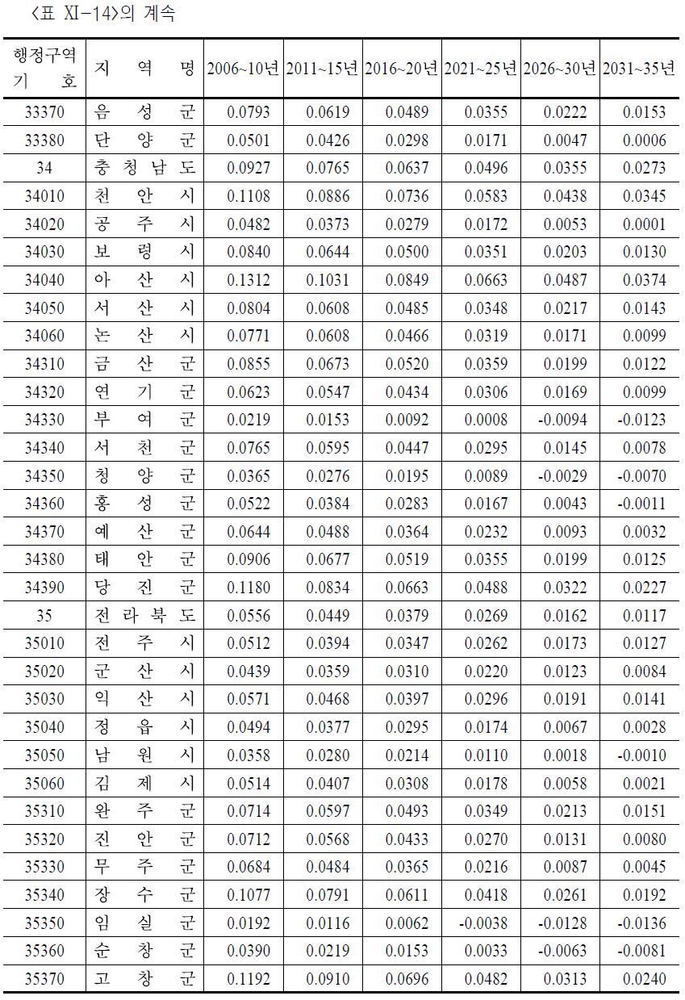 <표 XI-14>의 계속
행정구역 기 호 지 역 명 2006~10년 2011~15년 2016~20년 2021~25년 2026~30년 2031~35년
33370 음 성 군 0.0793 0.0619 0.0489 0.0355 0.0222 0.0153
33380 단 양 군 0.0501 0.0426 0.0298 0.0171 0.0047 0.0006
34 충 청 남 도 0.0927 0.0765 0.0637 0.0496 0.0355 0.0273
34010 천 안 시 0.1108 0.0886 0.0736 0.0583 0.0438 0.0345
34020 공 주 시 0.0482 0.0373 0.0279 0.0172 0.0053 0.0001
34030 보 령 시 0.0840 0.0644 0.0500 0.0351 0.0203 0.0130
34040 아 산 시 0.1312 0.1031 0.0849 0.0663 0.0487 0.0374
34050 서 산 시 0.0804 0.0608 0.0485 0.0348 0.0217 0.0143
34060 논 산 시 0.0771 0.0608 0.0466 0.0319 0.0171 0.0099
34310 금 산 군 0.0855 0.0673 0.0520 0.0359 0.0199 0.0122
34320 연 기 군 0.0623 0.0547 0.0434 0.0306 0.0169 0.0099
34330 부 여 군 0.0219 0.0153 0.0092 0.0008 -0.0094 -0.0123
34340 서 천 군 0.0765 0.0595 0.0447 0.0295 0.0145 0.0078
34350 청 양 군 0.0365 0.0276 0.0195 0.0089 -0.0029 -0.0070
34360 홍 성 군 0.0522 0.0384 0.0283 0.0167 0.0043 -0.0011
34370 예 산 군 0.0644 0.0488 0.0364 0.0232 0.0093 0.0032
34380 태 안 군 0.0906 0.0677 0.0519 0.0355 0.0199 0.0125
34390 당 진 군 0.1180 0.0834 0.0663 0.0488 0.0322 0.0227
35 전 라 북 도 0.0556 0.0449 0.0379 0.0269 0.0162 0.0117
35010 전 주 시 0.0512 0.0394 0.0347 0.0262 0.0173 0.0127
35020 군 산 시 0.0439 0.0359 0.0310 0.0220 0.0123 0.0084
35030 익 산 시 0.0571 0.0468 0.0397 0.0296 0.0191 0.0141
35040 정 읍 시 0.0494 0.0377 0.0295 0.0174 0.0067 0.0028
35050 남 원 시 0.0358 0.0280 0.0214 0.0110 0.0018 -0.0010
35060 김 제 시 0.0514 0.0407 0.0308 0.0178 0.0058 0.0021
35310 완 주 군 0.0714 0.0597 0.0493 0.0349 0.0213 0.0151
35320 진 안 군 0.0712 0.0568 0.0433 0.0270 0.0131 0.0080
35330 무 주 군 0.0684 0.0484 0.0365 0.0216 0.0087 0.0045
35340 장 수 군 0.1077 0.0791 0.0611 0.0418 0.0261 0.0192
35350 임 실 군 0.0192 0.0116 0.0062 -0.0038 -0.0128 -0.0136
35360 순 창 군 0.0390 0.0219 0.0153 0.0033 -0.0063 -0.0081
35370 고 창 군 0.1192 0.0910 0.0696 0.0482 0.0313 0.0240